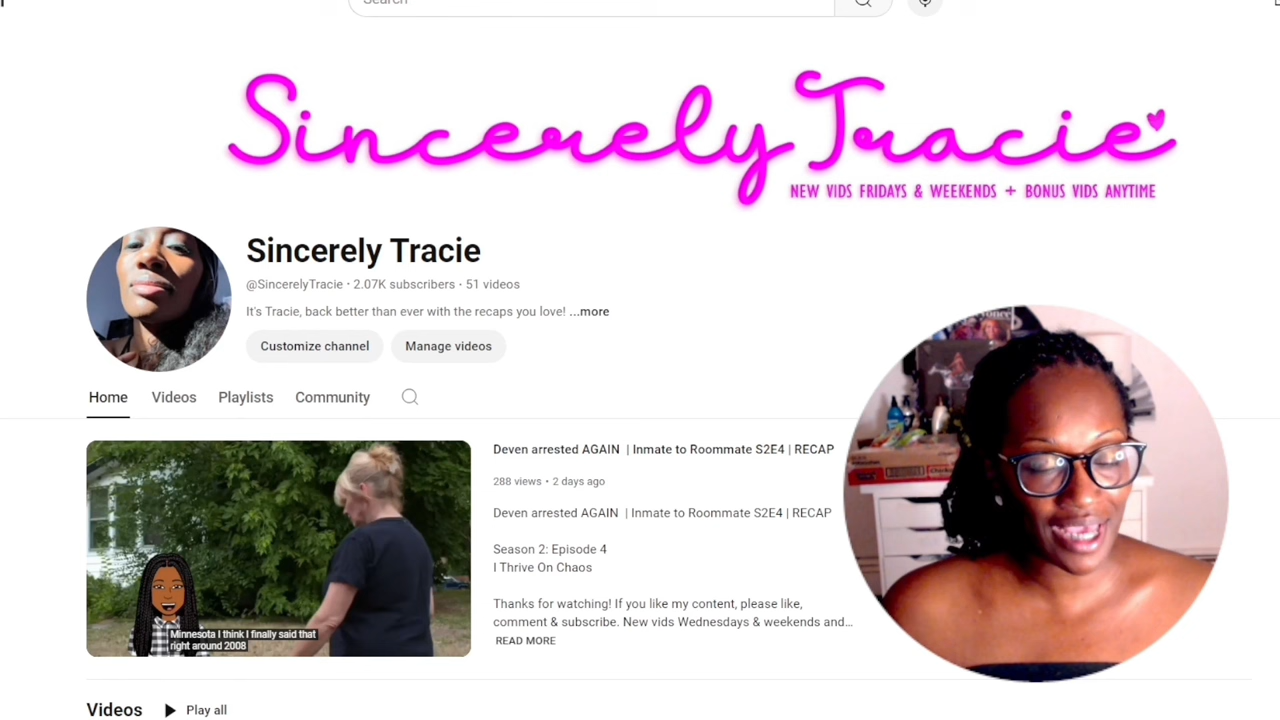 Search
SincerelyTracie
NEW VIDS FRIDAYS & WEEKENDS + BONUS VIDS ANYTIME
Sincerely Tracie
@SincerelyTracie · 2.07K subscribers · 51 videos
It's Tracie, back better than ever with the recaps you love! ...more
Customize channel
Manage videos
Home
Videos
Playlists
Community
Deven arrested AGAIN | Inmate to Roommate S2E4 | RECAP
288 views · 2 days ago
Deven arrested AGAIN | Inmate to Roommate S2E4 | RECAP
Season 2: Episode 4
I Thrive On Chaos
Thanks for watching! If you like my content, please like,
comment & subscribe. New vids Wednesdays & weekends and...
READ MORE
Minnesota I think I finally said that
right around 2008
Videos
Play all